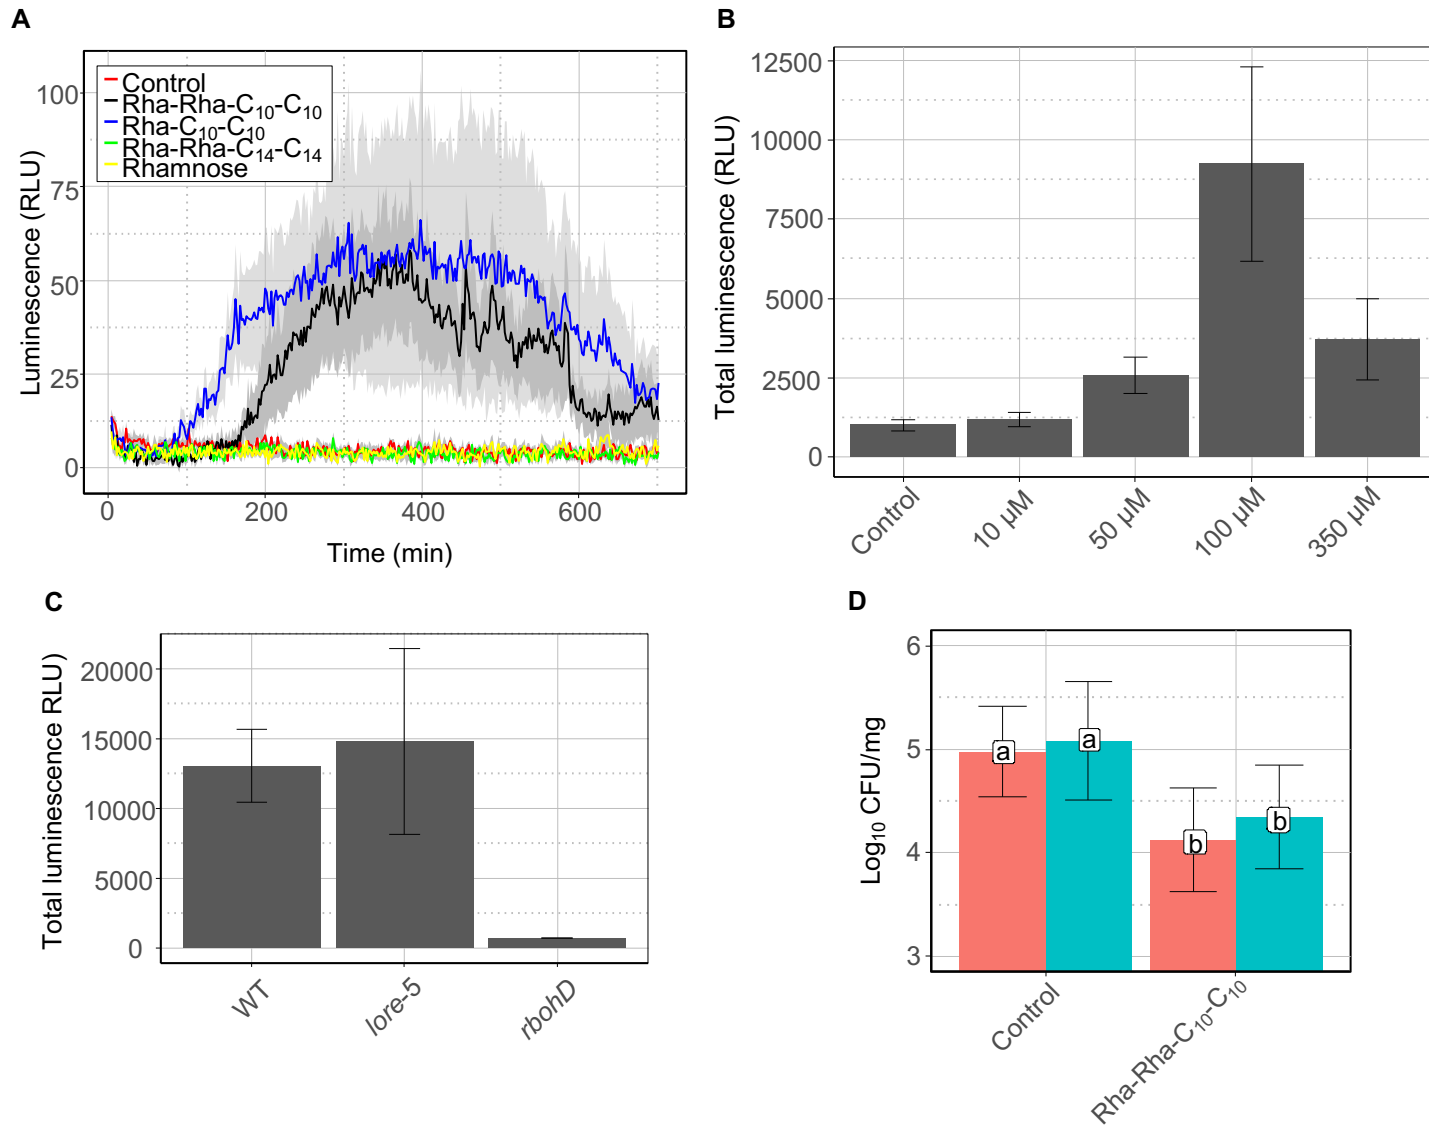 A
Luminescence (RLU)
100
75
50
25
0
Control
Rha-Rha-C₁₀-C₁₀
Rha-C₁₀-C₁₀
Rha-Rha-C₁₄-C₁₄
Rhamnose
0 200 400 600
Time (min)
B
Total luminescence (RLU)
12500
10000
7500
5000
2500
0
Control 10 µM 50 µM 100 µM 350 µM
C
Total luminescence RLU)
20000
15000
10000
5000
0
WT lore-5 rbohD
D
Log₁₀ CFU/mg
6
5
4
3
a a b b
Control Rha-Rha-C₁₀-C₁₀